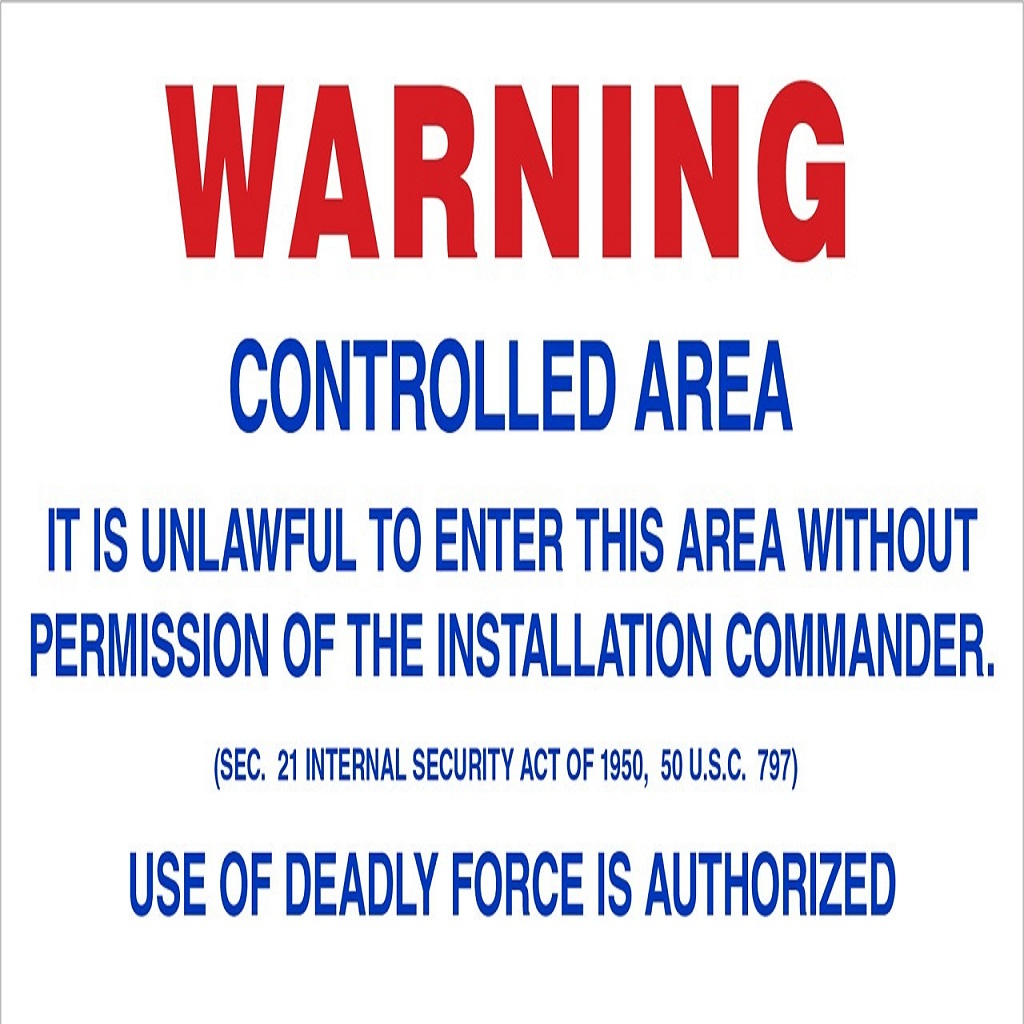 WARNING
CONTROLLED AREA
IT IS UNLAWFUL TO ENTER THIS AREA WITHOUT
PERMISSION OF THE INSTALLATION COMMANDER.
(SEC. 21 INTERNAL SECURITY ACT OF 1950, 50 U.S.C. 797)
USE OF DEADLY FORCE IS AUTHORIZED